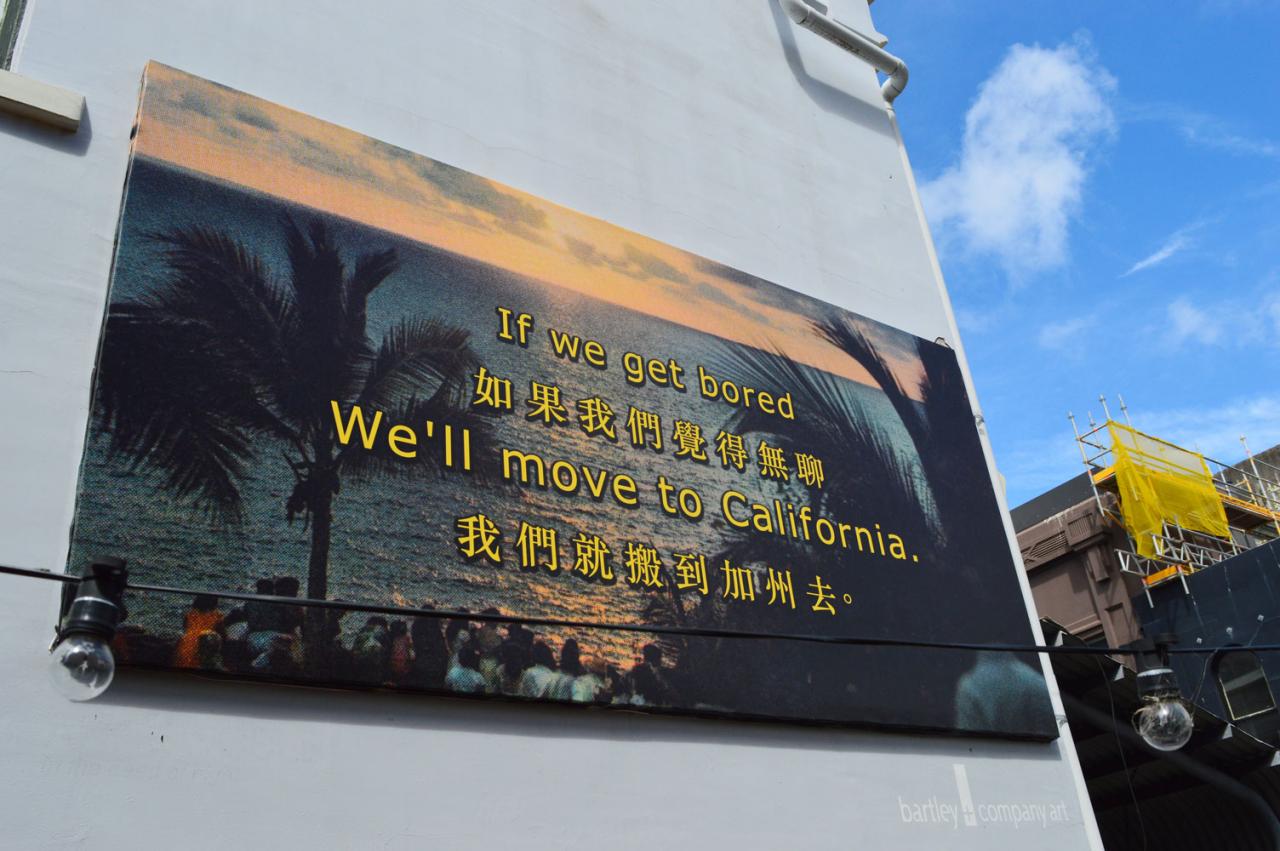 If we get bored
如果我們覺得無聊
We'll move to California.
我們就搬到加州去。
bartley + company art